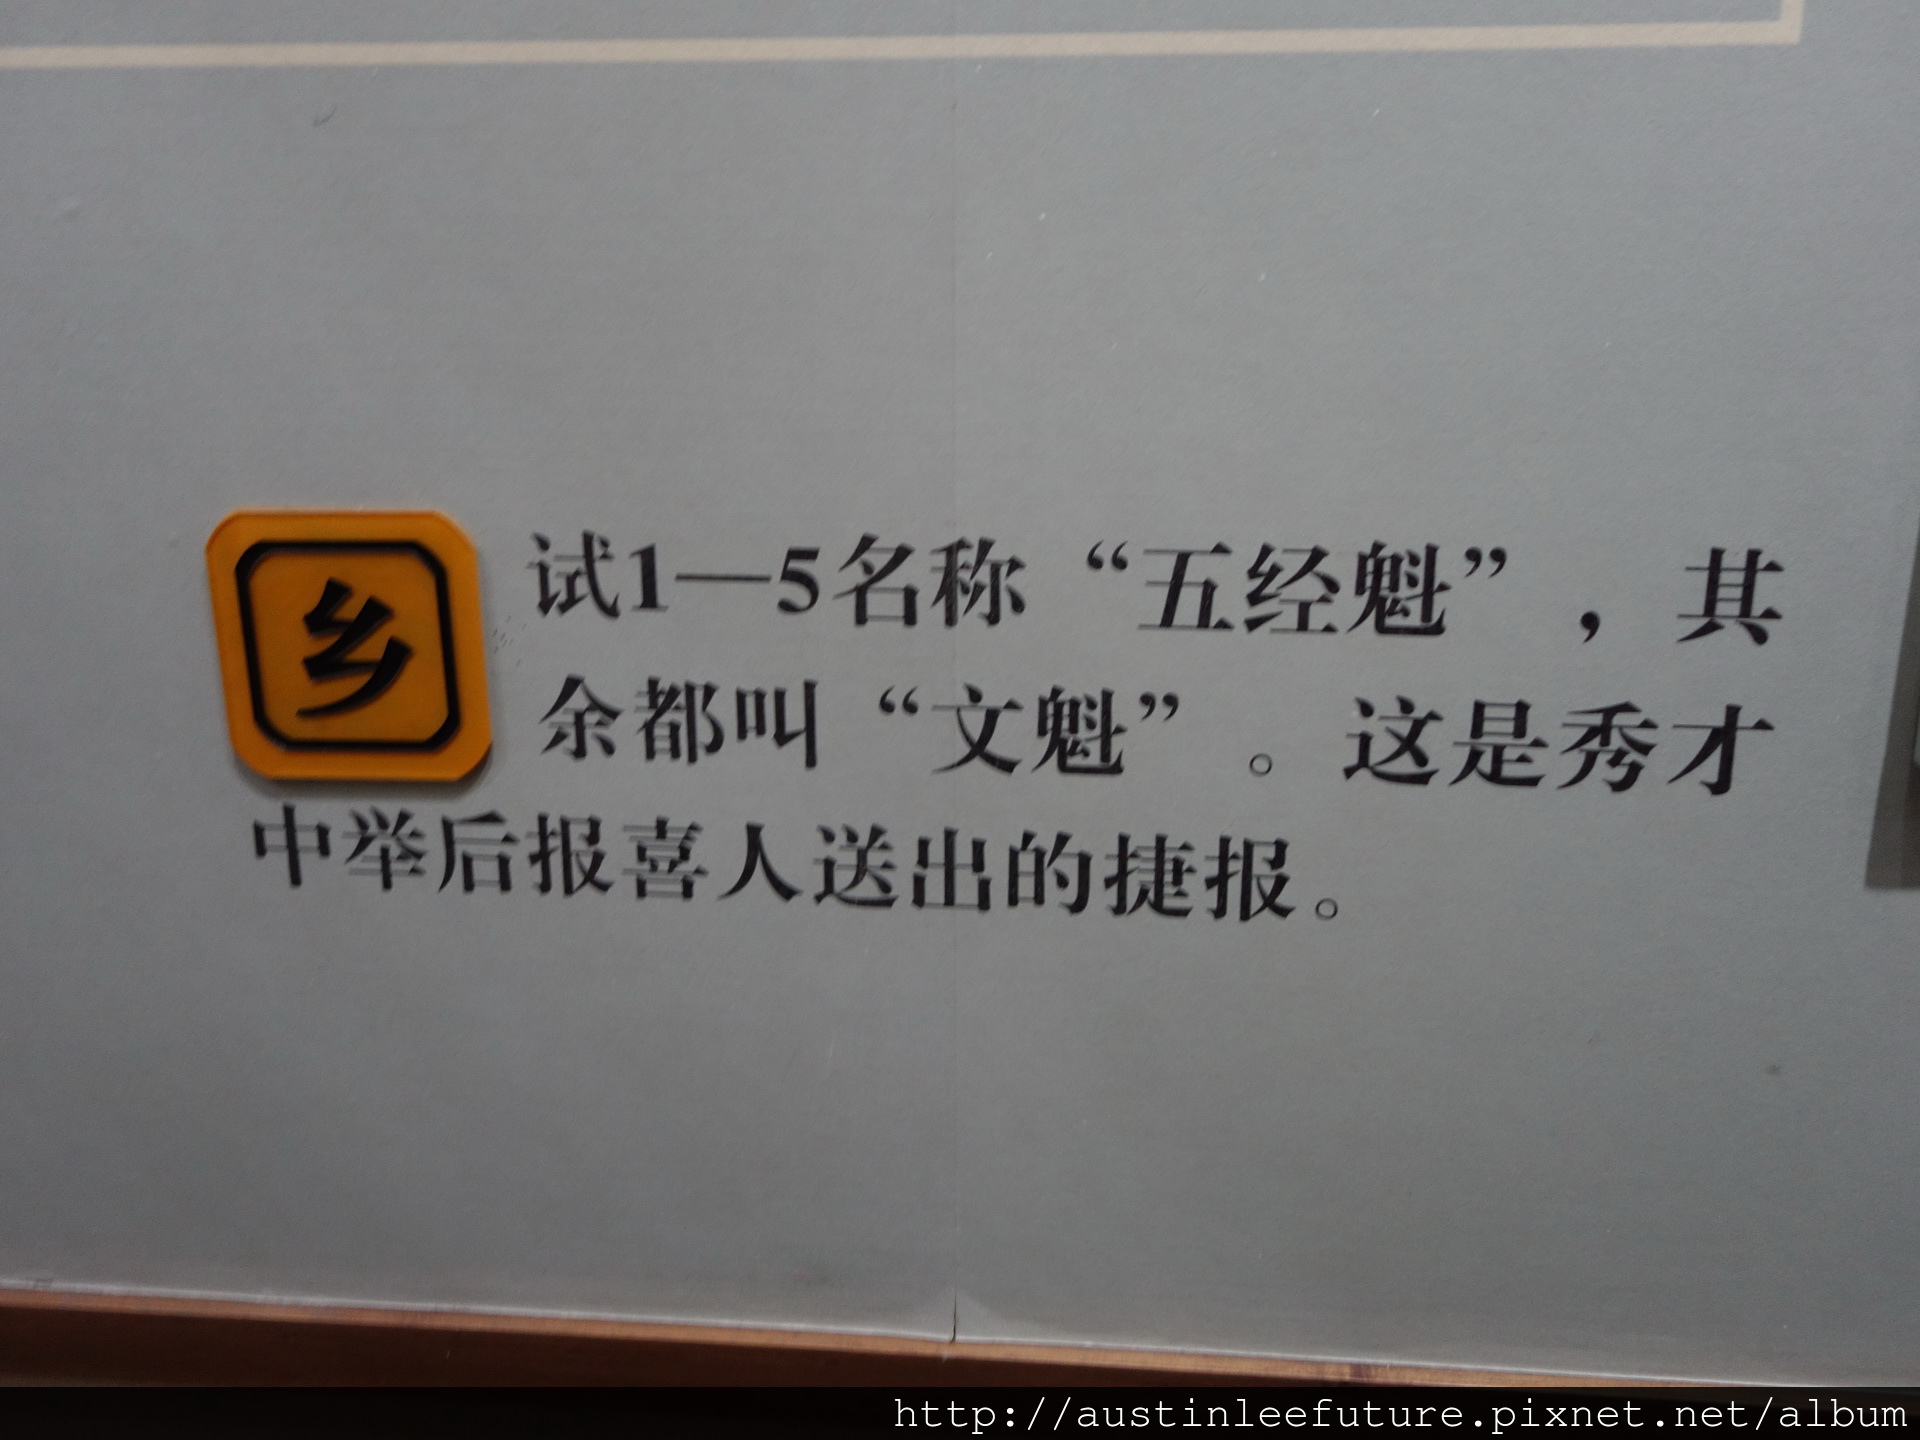 乡试1—5名称“五经魁”，其
余都叫“文魁”。这是秀才
中举后报喜人送出的捷报。
http://austinleefuture.pixnet.net/album